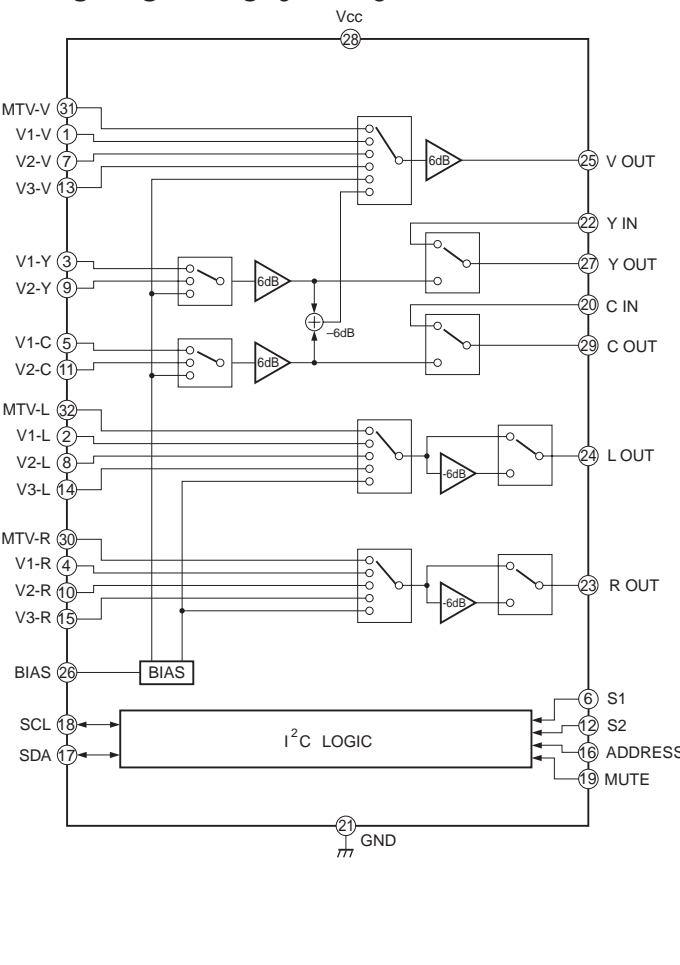 Vcc
28
MTV-V 31
V1-V 1
V2-V 7
V3-V 13
6dB
25 V OUT
22 Y IN
V1-Y 3
V2-Y 9
6dB
27 Y OUT
20 C IN
–6dB
V1-C 5
V2-C 11
6dB
29 C OUT
MTV-L 32
V1-L 2
V2-L 8
V3-L 14
-6dB
24 L OUT
MTV-R 30
V1-R 4
V2-R 10
V3-R 15
-6dB
23 R OUT
BIAS 26
BIAS
SCL 18
SDA 17
I2C LOGIC
6 S1
12 S2
16 ADDRESS
19 MUTE
21
GND